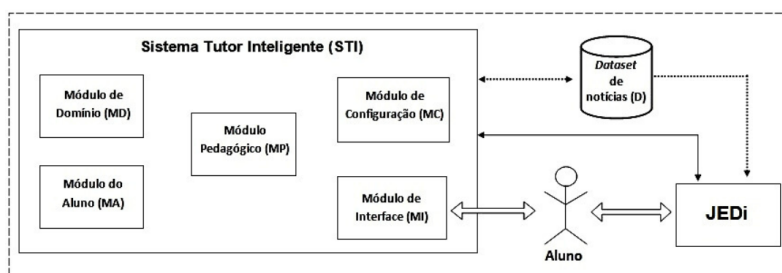 Sistema Tutor Inteligente (STI)
Módulo de
Domínio (MD)
Módulo
Pedagógico (MP)
Módulo de
Configuração (MC)
Módulo do
Aluno (MA)
Módulo de
Interface (MI)
Dataset
de
notícias (D)
Aluno
JEDi